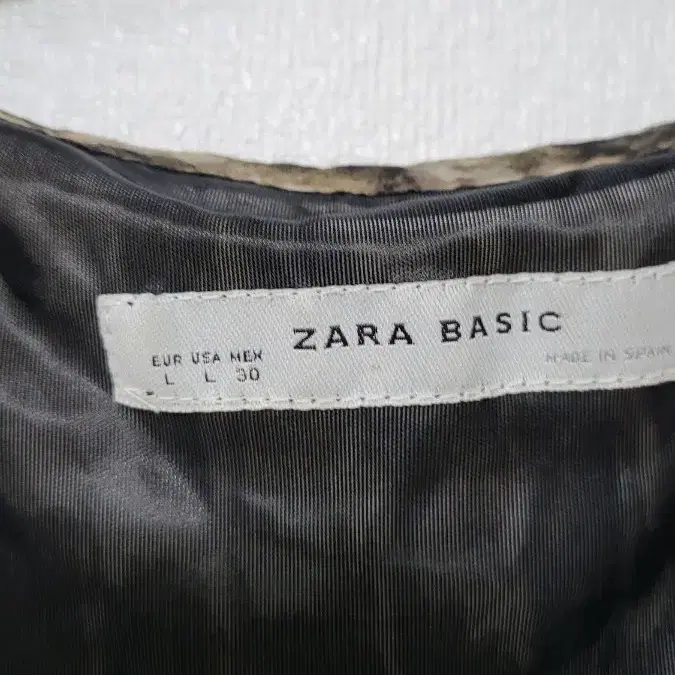 ZARA BASIC
EUR USA MEX
L L 30
MADE IN SPAIN